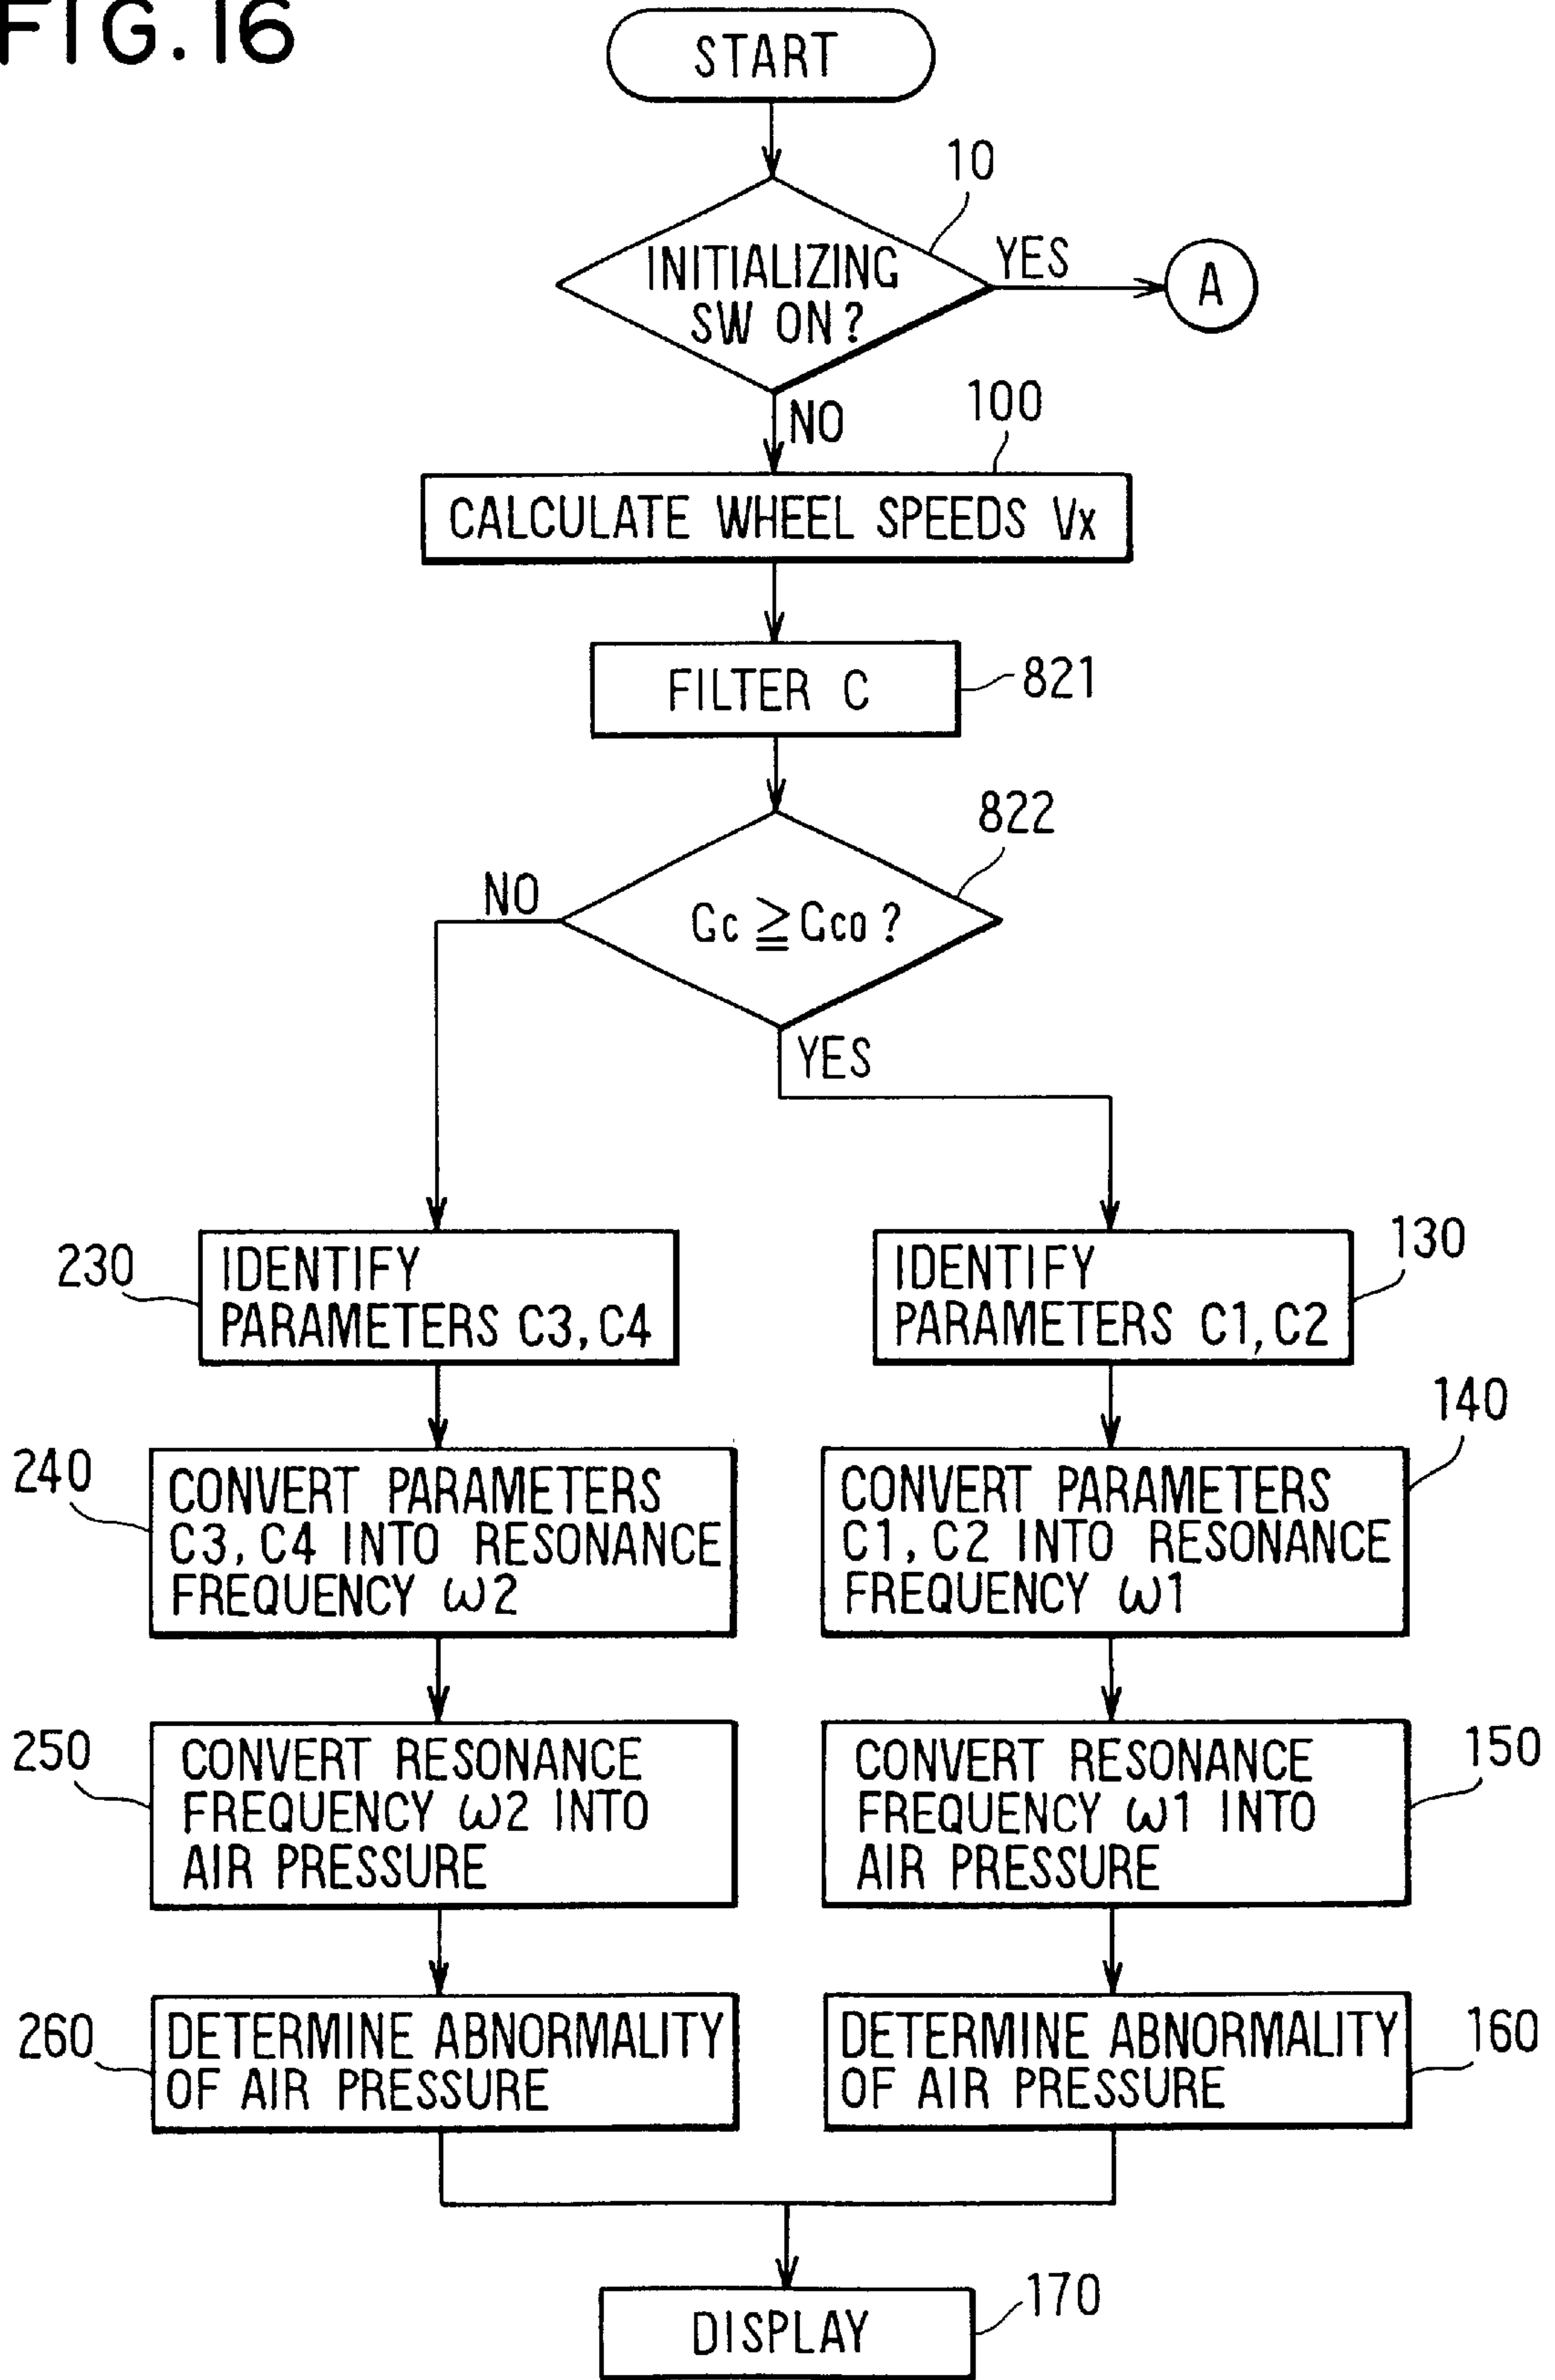 FIG. 16
START
10
INITIALIZING
SW ON?
YES
A
NO
100
CALCULATE WHEEL SPEEDS Vx
FILTER C
821
822
NO
Gc ≧ Gc0 ?
YES
230
IDENTIFY
PARAMETERS C3, C4
130
IDENTIFY
PARAMETERS C1, C2
240
CONVERT PARAMETERS
C3, C4 INTO RESONANCE
FREQUENCY ω2
140
CONVERT PARAMETERS
C1, C2 INTO RESONANCE
FREQUENCY ω1
250
CONVERT RESONANCE
FREQUENCY ω2 INTO
AIR PRESSURE
150
CONVERT RESONANCE
FREQUENCY ω1 INTO
AIR PRESSURE
260
DETERMINE ABNORMALITY
OF AIR PRESSURE
160
DETERMINE ABNORMALITY
OF AIR PRESSURE
170
DISPLAY